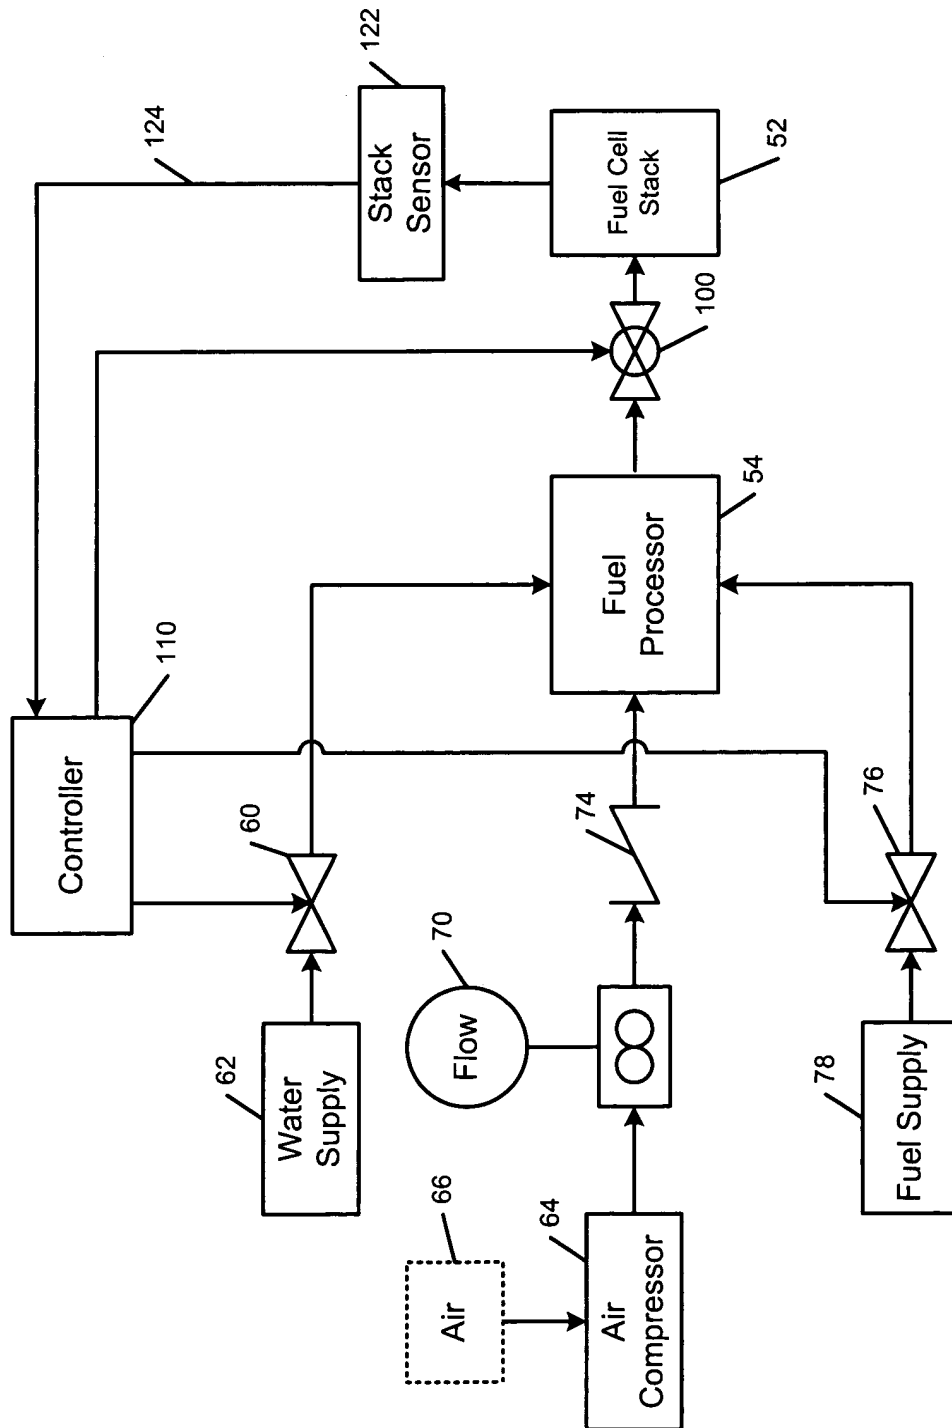 Controller
110
124
122
Stack
Sensor
Water
Supply
62
60
Flow
70
Air
66
Air
Compressor
64
74
Fuel
Processor
54
100
Fuel Cell
Stack
52
Fuel Supply
78
76